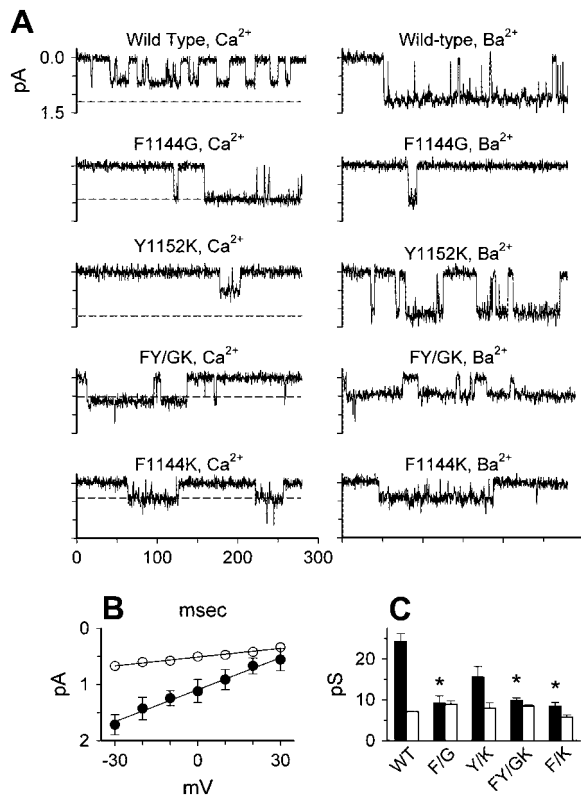 A
Wild Type, Ca2+
Wild-type, Ba2+
0.0
pA
1.5
F1144G, Ca2+
F1144G, Ba2+
Y1152K, Ca2+
Y1152K, Ba2+
FY/GK, Ca2+
FY/GK, Ba2+
F1144K, Ca2+
F1144K, Ba2+
0 100 200 300
msec
B
0
pA
1
2
-30 0 30
mV
C
20
pS
10
0
* * *
WT F/G Y/K FY/GK F/K